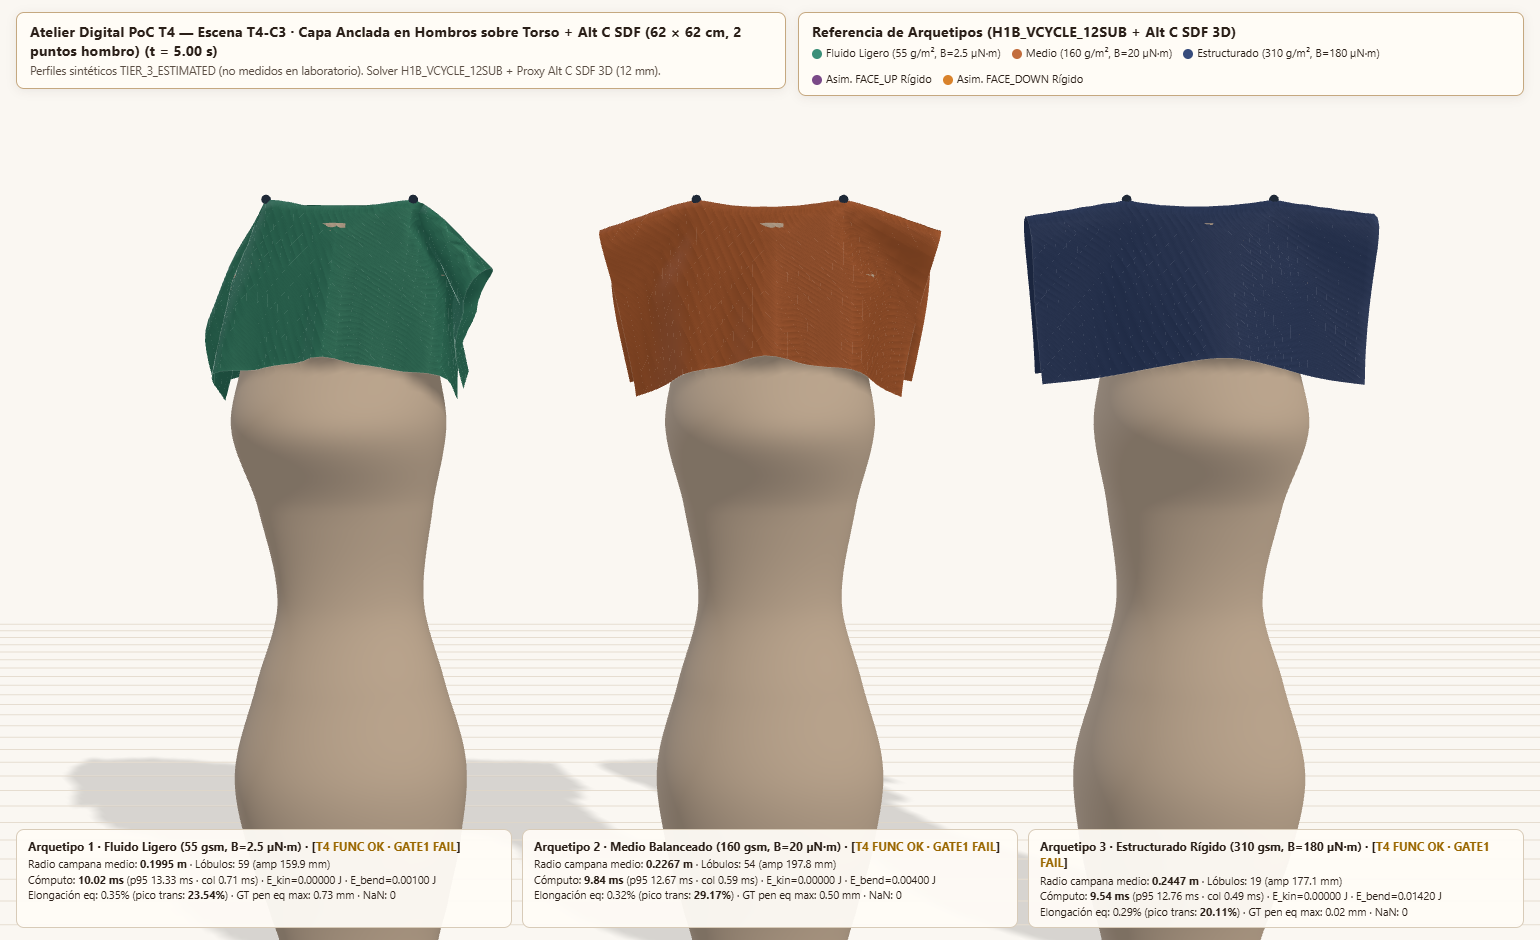 Atelier Digital PoC T4 — Escena T4-C3 · Capa Anclada en Hombros sobre Torso + Alt C SDF (62 × 62 cm, 2
puntos hombro) (t = 5.00 s)
Perfiles sintéticos TIER_3_ESTIMATED (no medidos en laboratorio). Solver H1B_VCYCLE_12SUB + Proxy Alt C SDF 3D (12 mm).
Referencia de Arquetipos (H1B_VCYCLE_12SUB + Alt C SDF 3D)
Fluido Ligero (55 g/m², B=2.5 µN·m) Medio (160 g/m², B=20 µN·m) Estructurado (310 g/m², B=180 µN·m)
Asim. FACE_UP Rígido Asim. FACE_DOWN Rígido
Arquetipo 1 · Fluido Ligero (55 gsm, B=2.5 µN·m) · [T4 FUNC OK · GATE1 FAIL]
Radio campana medio: 0.1995 m · Lóbulos: 59 (amp 159.9 mm)
Cómputo: 10.02 ms (p95 13.33 ms · col 0.71 ms) · E_kin=0.00000 J · E_bend=0.00100 J
Elongación eq: 0.35% (pico trans: 23.54%) · GT pen eq max: 0.73 mm · NaN: 0
Arquetipo 2 · Medio Balanceado (160 gsm, B=20 µN·m) · [T4 FUNC OK · GATE1 FAIL]
Radio campana medio: 0.2267 m · Lóbulos: 54 (amp 197.8 mm)
Cómputo: 9.84 ms (p95 12.67 ms · col 0.59 ms) · E_kin=0.00000 J · E_bend=0.00400 J
Elongación eq: 0.32% (pico trans: 29.17%) · GT pen eq max: 0.50 mm · NaN: 0
Arquetipo 3 · Estructurado Rígido (310 gsm, B=180 µN·m) · [T4 FUNC OK · GATE1
FAIL]
Radio campana medio: 0.2447 m · Lóbulos: 19 (amp 177.1 mm)
Cómputo: 9.54 ms (p95 12.76 ms · col 0.49 ms) · E_kin=0.00000 J · E_bend=0.01420 J
Elongación eq: 0.29% (pico trans: 20.11%) · GT pen eq max: 0.02 mm · NaN: 0